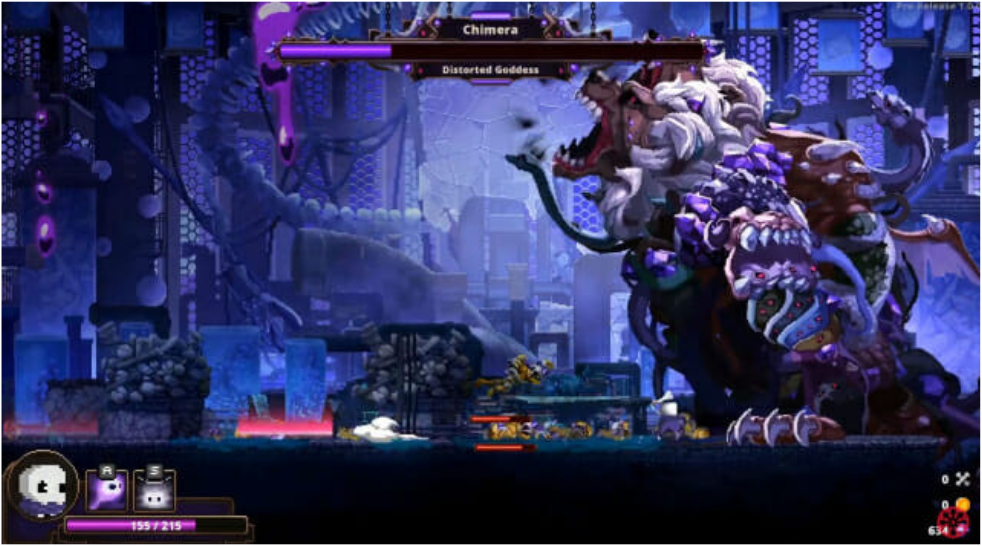 Pre-Release 1.0
Chimera
Distorted Goddess
A
S
155 / 215
0
0
634